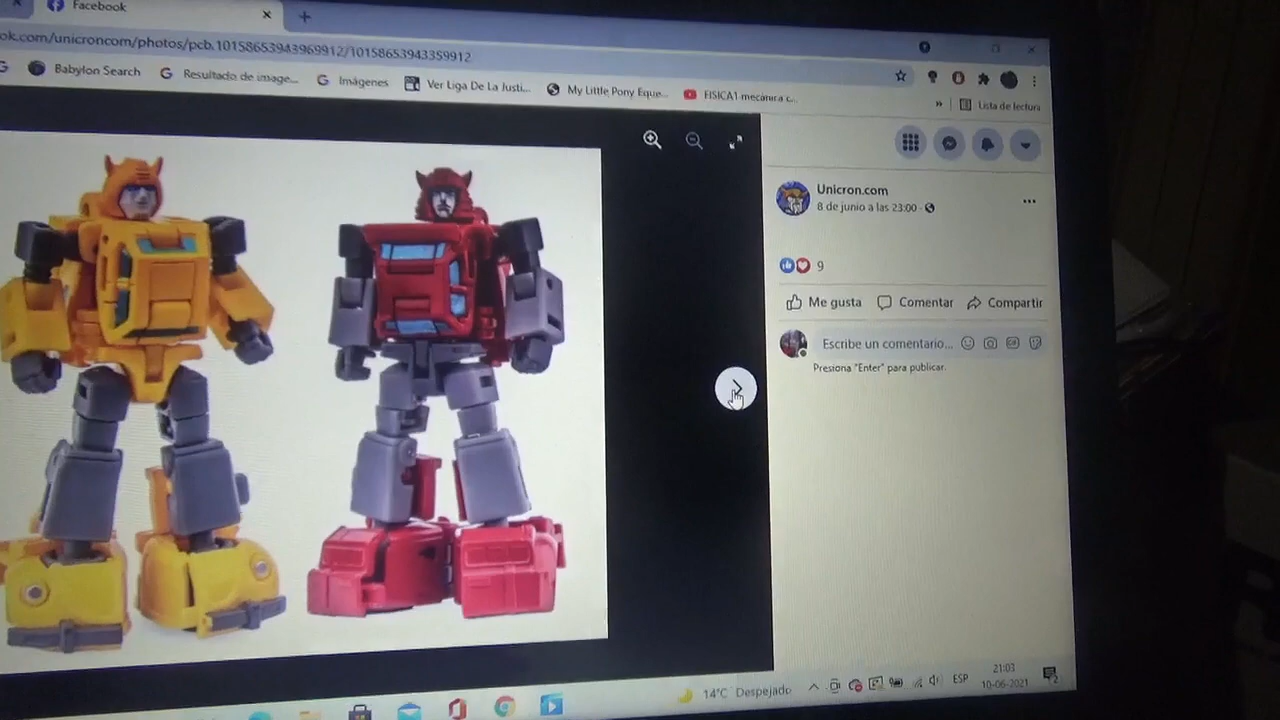 Facebook
ok.com/unicroncom/photos/pcb.10158653943969912/10158653943359912
Babylon Search
Resultado de image...
Imágenes
Ver Liga De La Justi...
My Little Pony Eque...
FISICA1 mecánica c...
Lista de lectura
Unicron.com
8 de junio a las 23:00
9
Me gusta
Comentar
Compartir
Escribe un comentario...
Presiona "Enter" para publicar.
14°C Despejado
ESP
21:03
10-06-2021